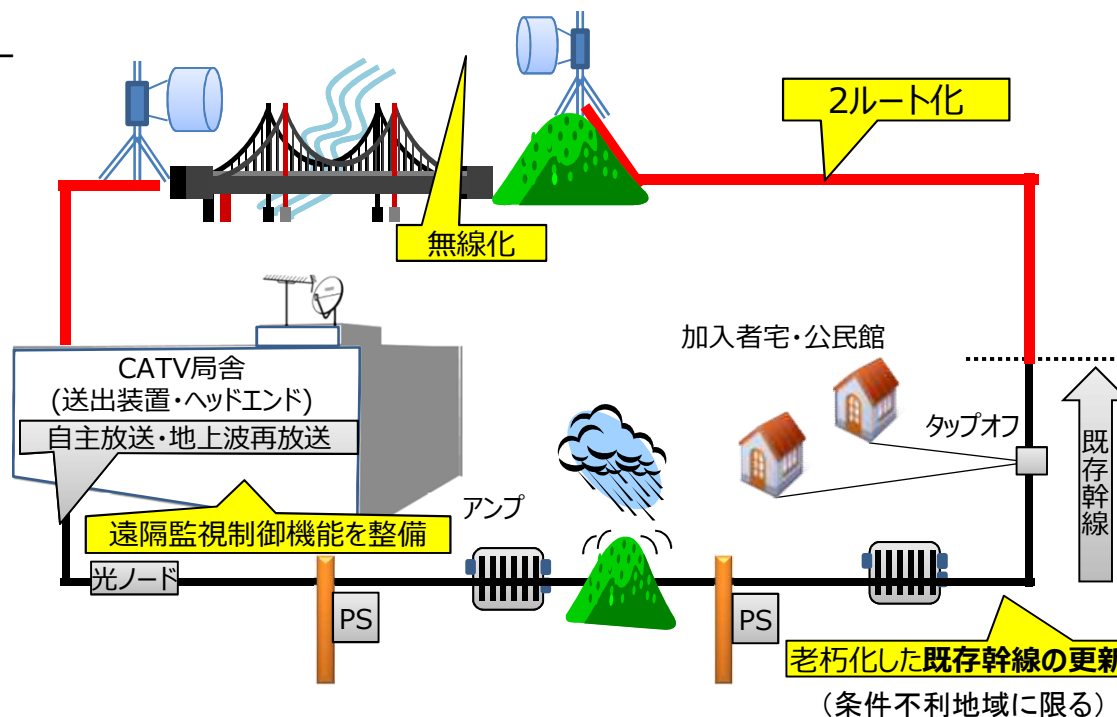 2ルート化
無線化
加入者宅・公民館
CATV局舎
(送出装置・ヘッドエンド)
自主放送・地上波再放送
タップオフ
既存幹線
アンプ
遠隔監視制御機能を整備
光ノード
PS
PS
老朽化した既存幹線の更新
（条件不利地域に限る）